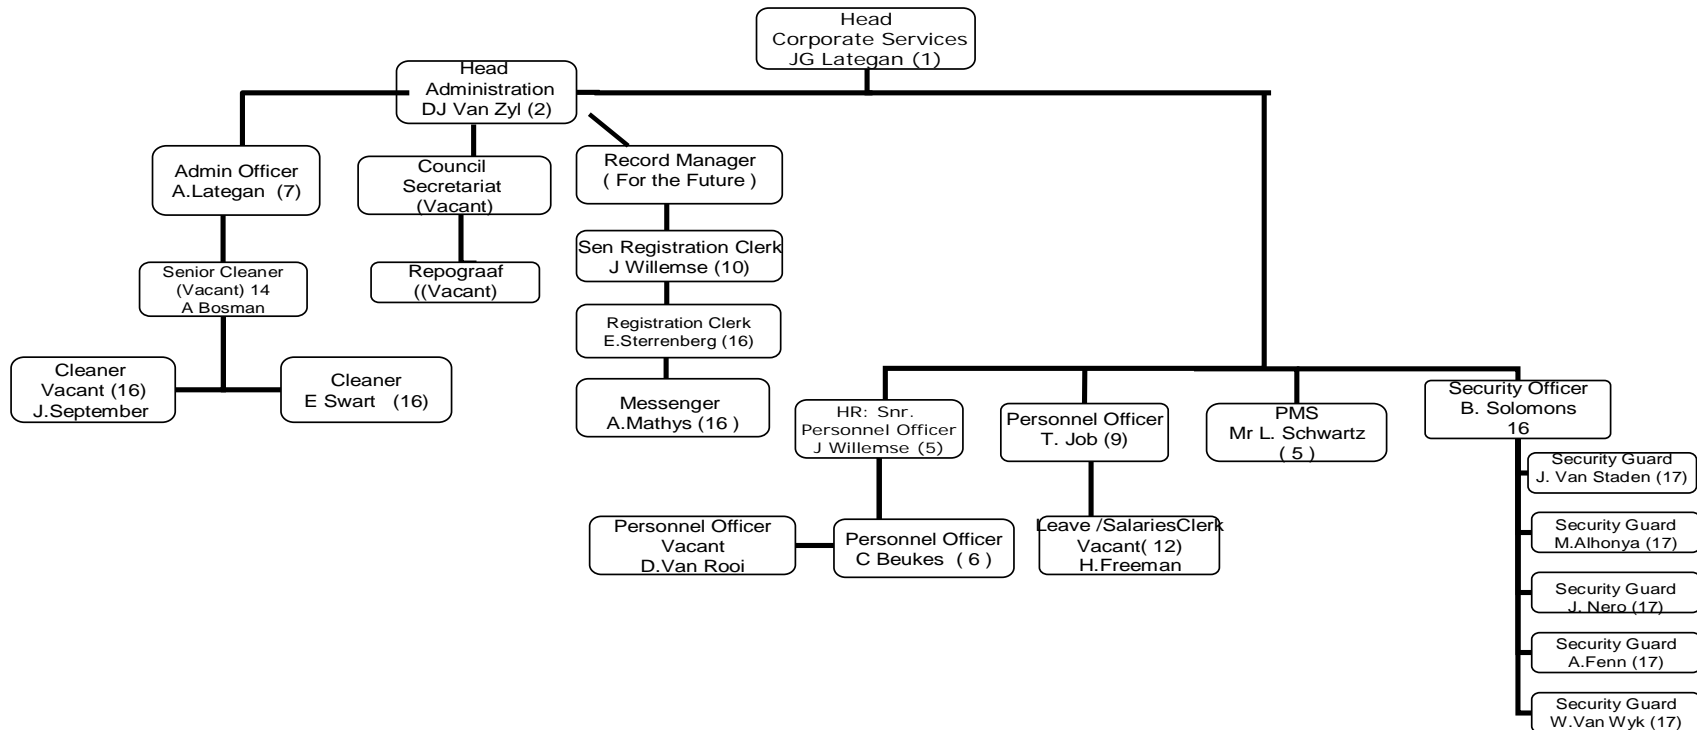 Head
Corporate Services
JG Lategan (1)
Head
Administration
DJ Van Zyl (2)
Admin Officer
A.Lategan (7)
Council
Secretariat
(Vacant)
Record Manager
( For the Future )
Senior Cleaner
(Vacant) 14
A Bosman
Repograaf
((Vacant)
Sen Registration Clerk
J Willemse (10)
Registration Clerk
E.Sterrenberg (16)
Cleaner
Vacant (16)
J.September
Cleaner
E Swart (16)
Messenger
A.Mathys (16 )
HR: Snr.
Personnel Officer
J Willemse (5)
Personnel Officer
T. Job (9)
PMS
Mr L. Schwartz
( 5 )
Security Officer
B. Solomons
16
Personnel Officer
Vacant
D.Van Rooi
Personnel Officer
C Beukes ( 6 )
Leave /SalariesClerk
Vacant( 12)
H.Freeman
Security Guard
J. Van Staden (17)
Security Guard
M.Alhonya (17)
Security Guard
J. Nero (17)
Security Guard
A.Fenn (17)
Security Guard
W.Van Wyk (17)